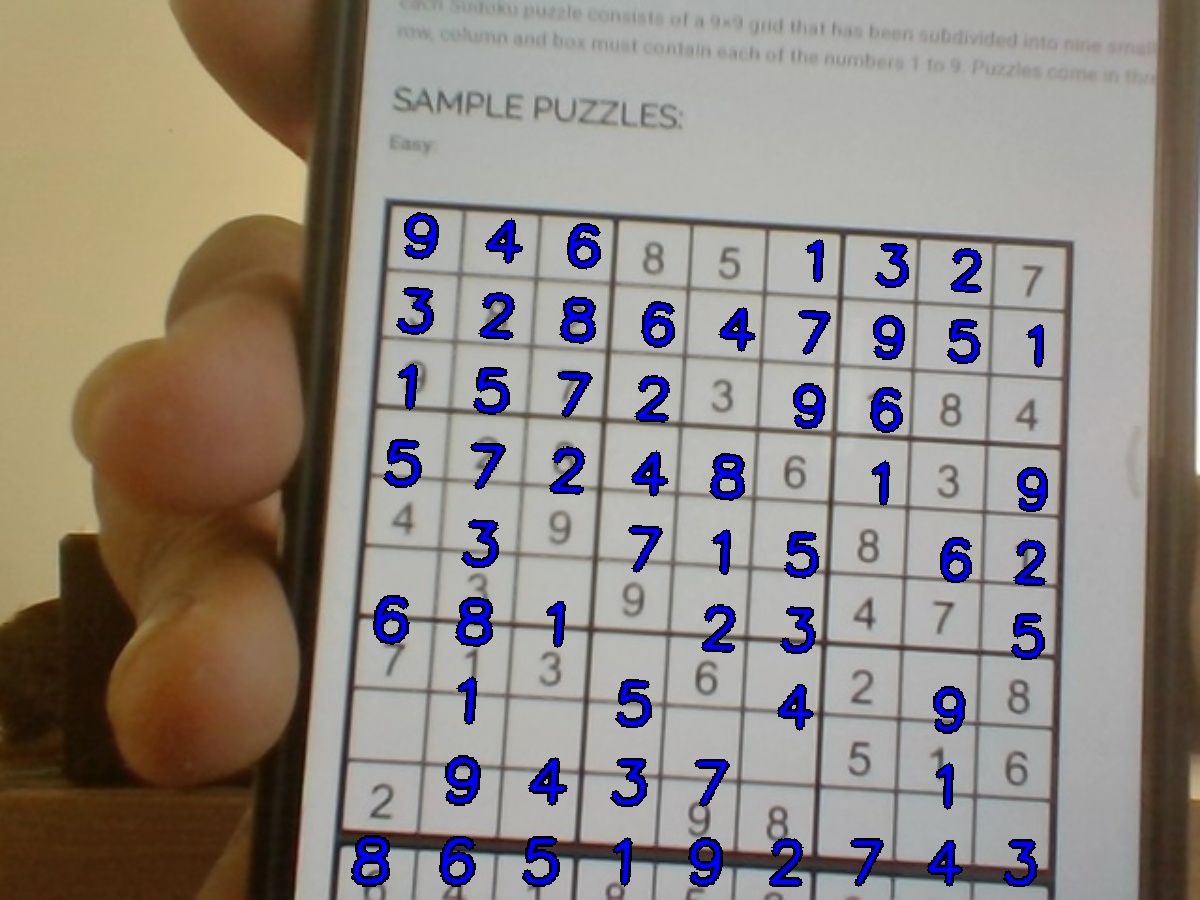 Each Sudoku puzzle consists of a 9×9 grid that has been subdivided into nine small
row, column and box must contain each of the numbers 1 to 9. Puzzles come in thre
SAMPLE PUZZLES:
Easy:
9 4 6 8 5 1 3 2 7
3 2 8 6 4 7 9 5 1
1 5 7 2 3 9 6 8 4
5 7 2 4 8 6 1 3 9
4 3 9 7 1 5 8 6 2
3 9 4 7
6 8 1 2 3 5
7 1 3 6 2 8
1 5 4 9
5 1 6
9 4 3 7 1
2 9 8
8 6 5 1 9 2 7 4 3